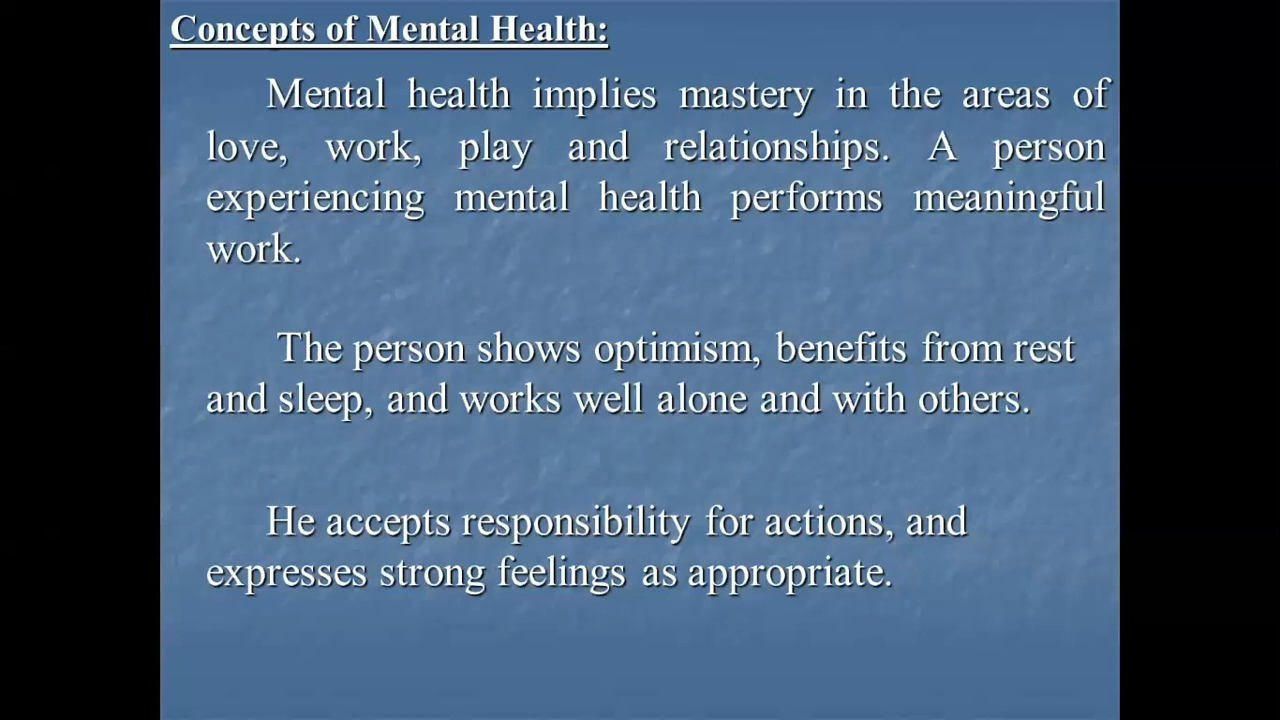 Concepts of Mental Health:
Mental health implies mastery in the areas of
love, work, play and relationships. A person
experiencing mental health performs meaningful
work.
The person shows optimism, benefits from rest
and sleep, and works well alone and with others.
He accepts responsibility for actions, and
expresses strong feelings as appropriate.